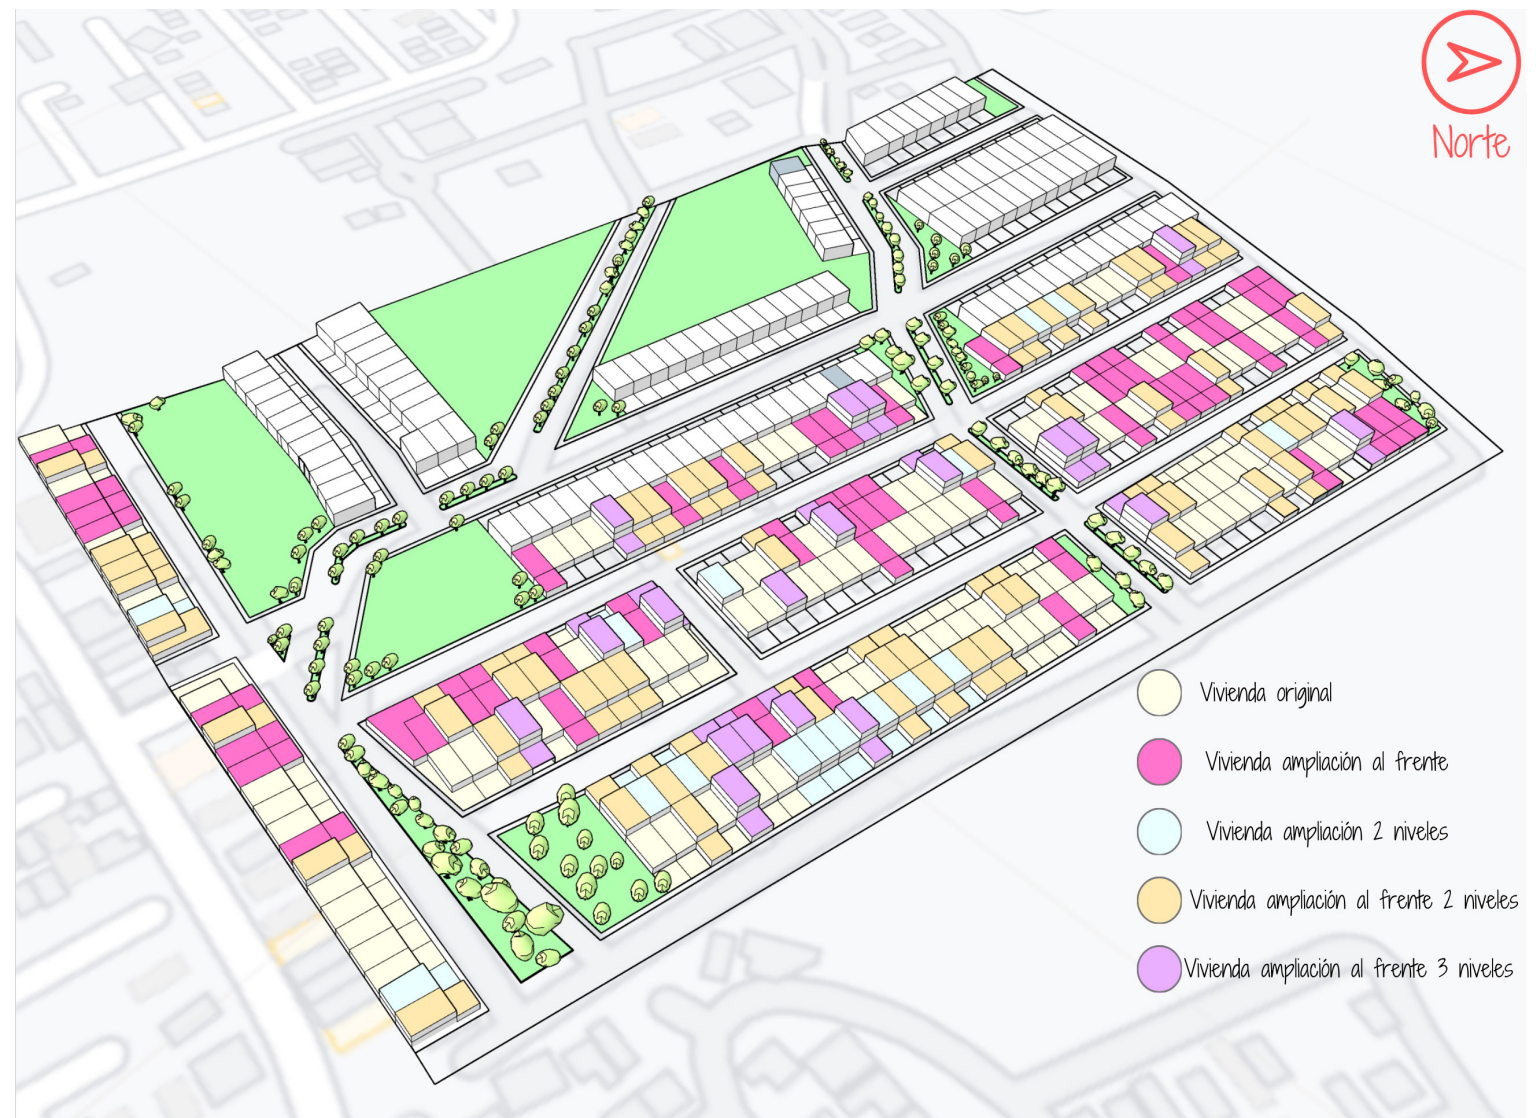 Norte
Vivienda original
Vivienda ampliación al frente
Vivienda ampliación 2 niveles
Vivienda ampliación al frente 2 niveles
Vivienda ampliación al frente 3 niveles